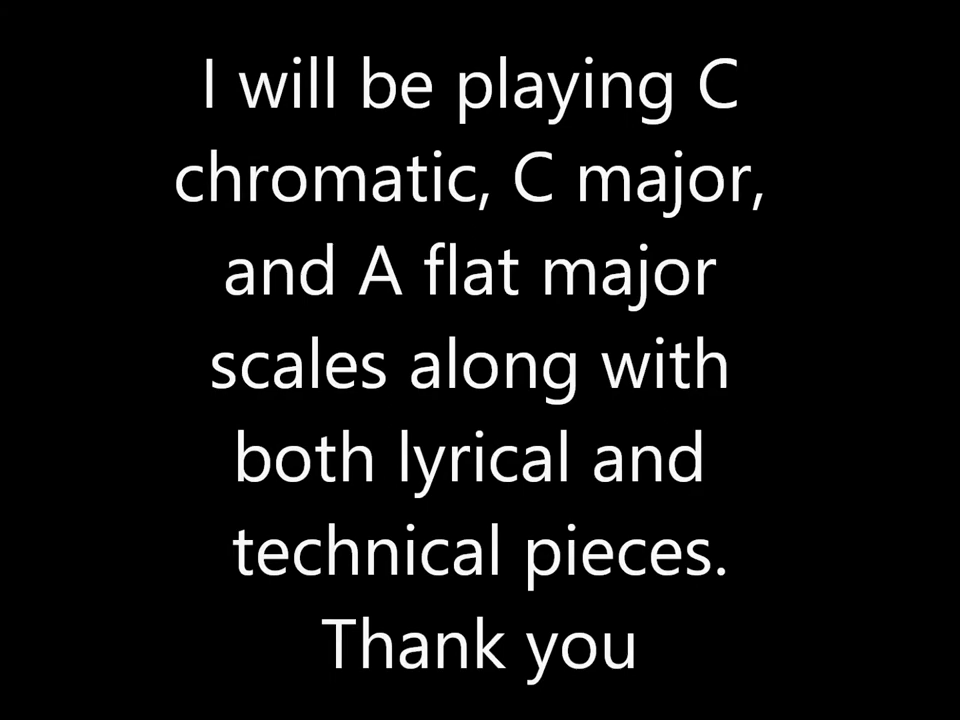 I will be playing C
chromatic, C major,
and A flat major
scales along with
both lyrical and
technical pieces.
Thank you